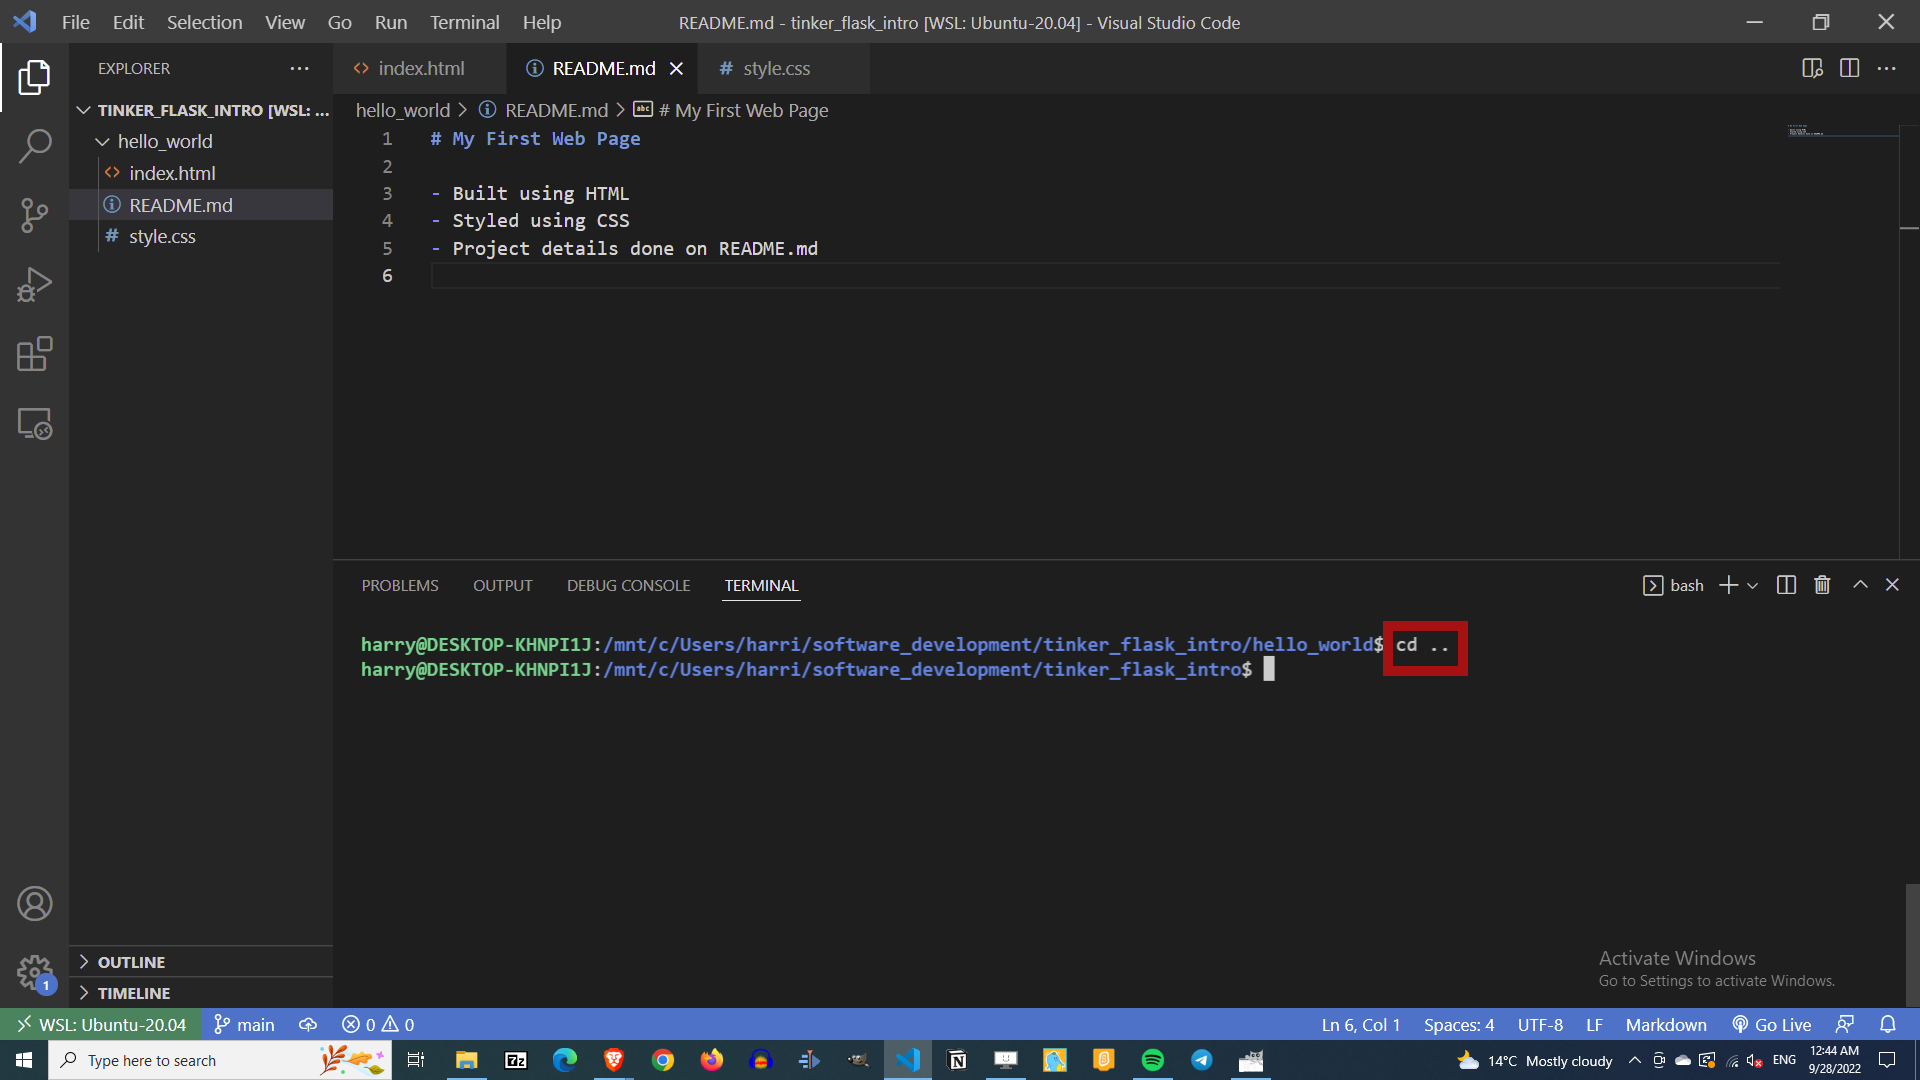 File Edit Selection View Go Run Terminal Help README.md - tinker_flask_intro [WSL: Ubuntu-20.04] - Visual Studio Code
EXPLORER
index.html README.md style.css
TINKER_FLASK_INTRO [WSL: ...
hello_world
index.html
README.md
style.css
OUTLINE
TIMELINE
hello_world > README.md > # My First Web Page
1 # My First Web Page
2
3 - Built using HTML
4 - Styled using CSS
5 - Project details done on README.md
6
PROBLEMS OUTPUT DEBUG CONSOLE TERMINAL bash
harry@DESKTOP-KHNPI1J:/mnt/c/Users/harri/software_development/tinker_flask_intro/hello_world$ cd ..
harry@DESKTOP-KHNPI1J:/mnt/c/Users/harri/software_development/tinker_flask_intro$
Activate Windows
Go to Settings to activate Windows.
1
WSL: Ubuntu-20.04 main 0 0 Ln 6, Col 1 Spaces: 4 UTF-8 LF Markdown Go Live
Type here to search 14°C Mostly cloudy ENG 12:44 AM
9/28/2022